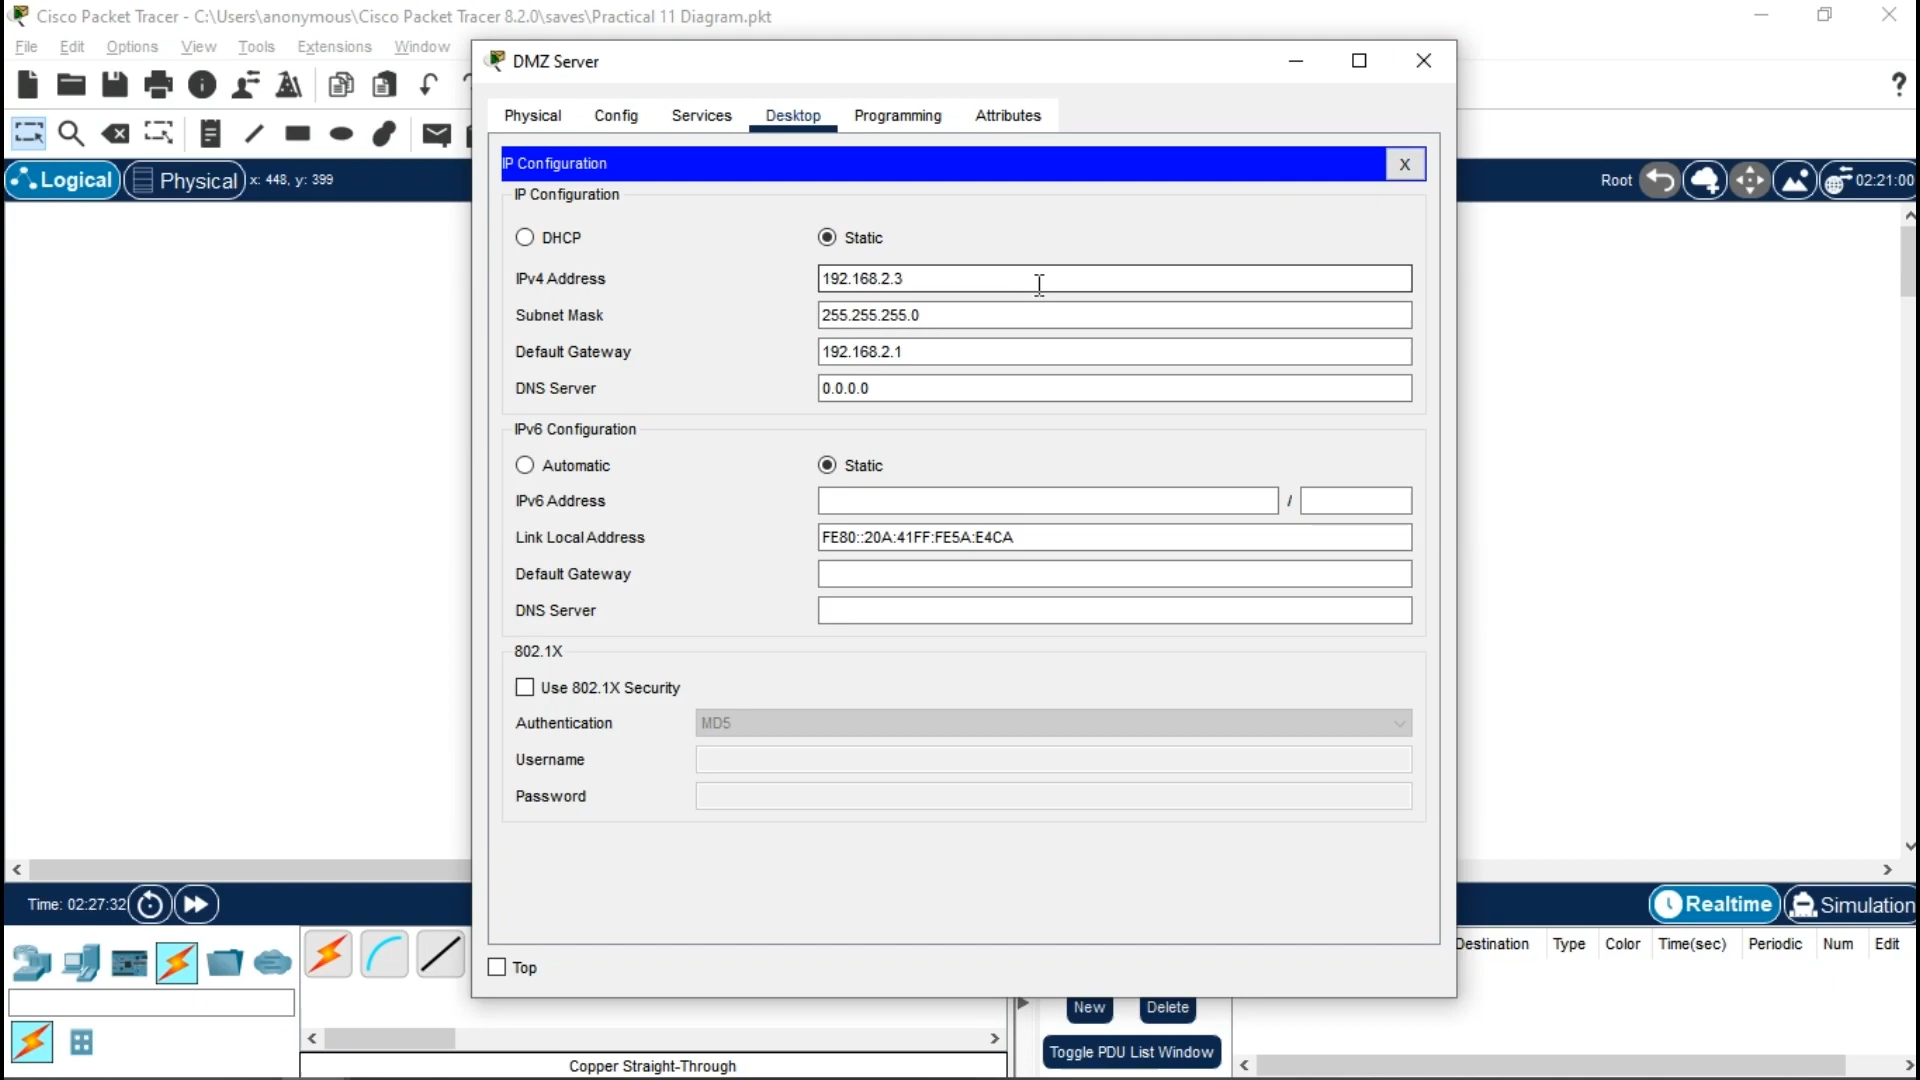 Cisco Packet Tracer - C:\Users\anonymous\Cisco Packet Tracer 8.2.0\saves\Practical 11 Diagram.pkt
File Edit Options View Tools Extensions Window
DMZ Server
?
Physical Config Services Desktop Programming Attributes
IP Configuration X
Logical Physical x: 448, y: 399
Root 02:21:00
IP Configuration
DHCP Static
IPv4 Address 192.168.2.3
Subnet Mask 255.255.255.0
Default Gateway 192.168.2.1
DNS Server 0.0.0.0
IPv6 Configuration
Automatic Static
IPv6 Address /
Link Local Address FE80::20A:41FF:FE5A:E4CA
Default Gateway
DNS Server
802.1X
Use 802.1X Security
Authentication MD5
Username
Password
Time: 02:27:32
Realtime Simulation
Destination Type Color Time(sec) Periodic Num Edit
Top
New Delete
Toggle PDU List Window
Copper Straight-Through